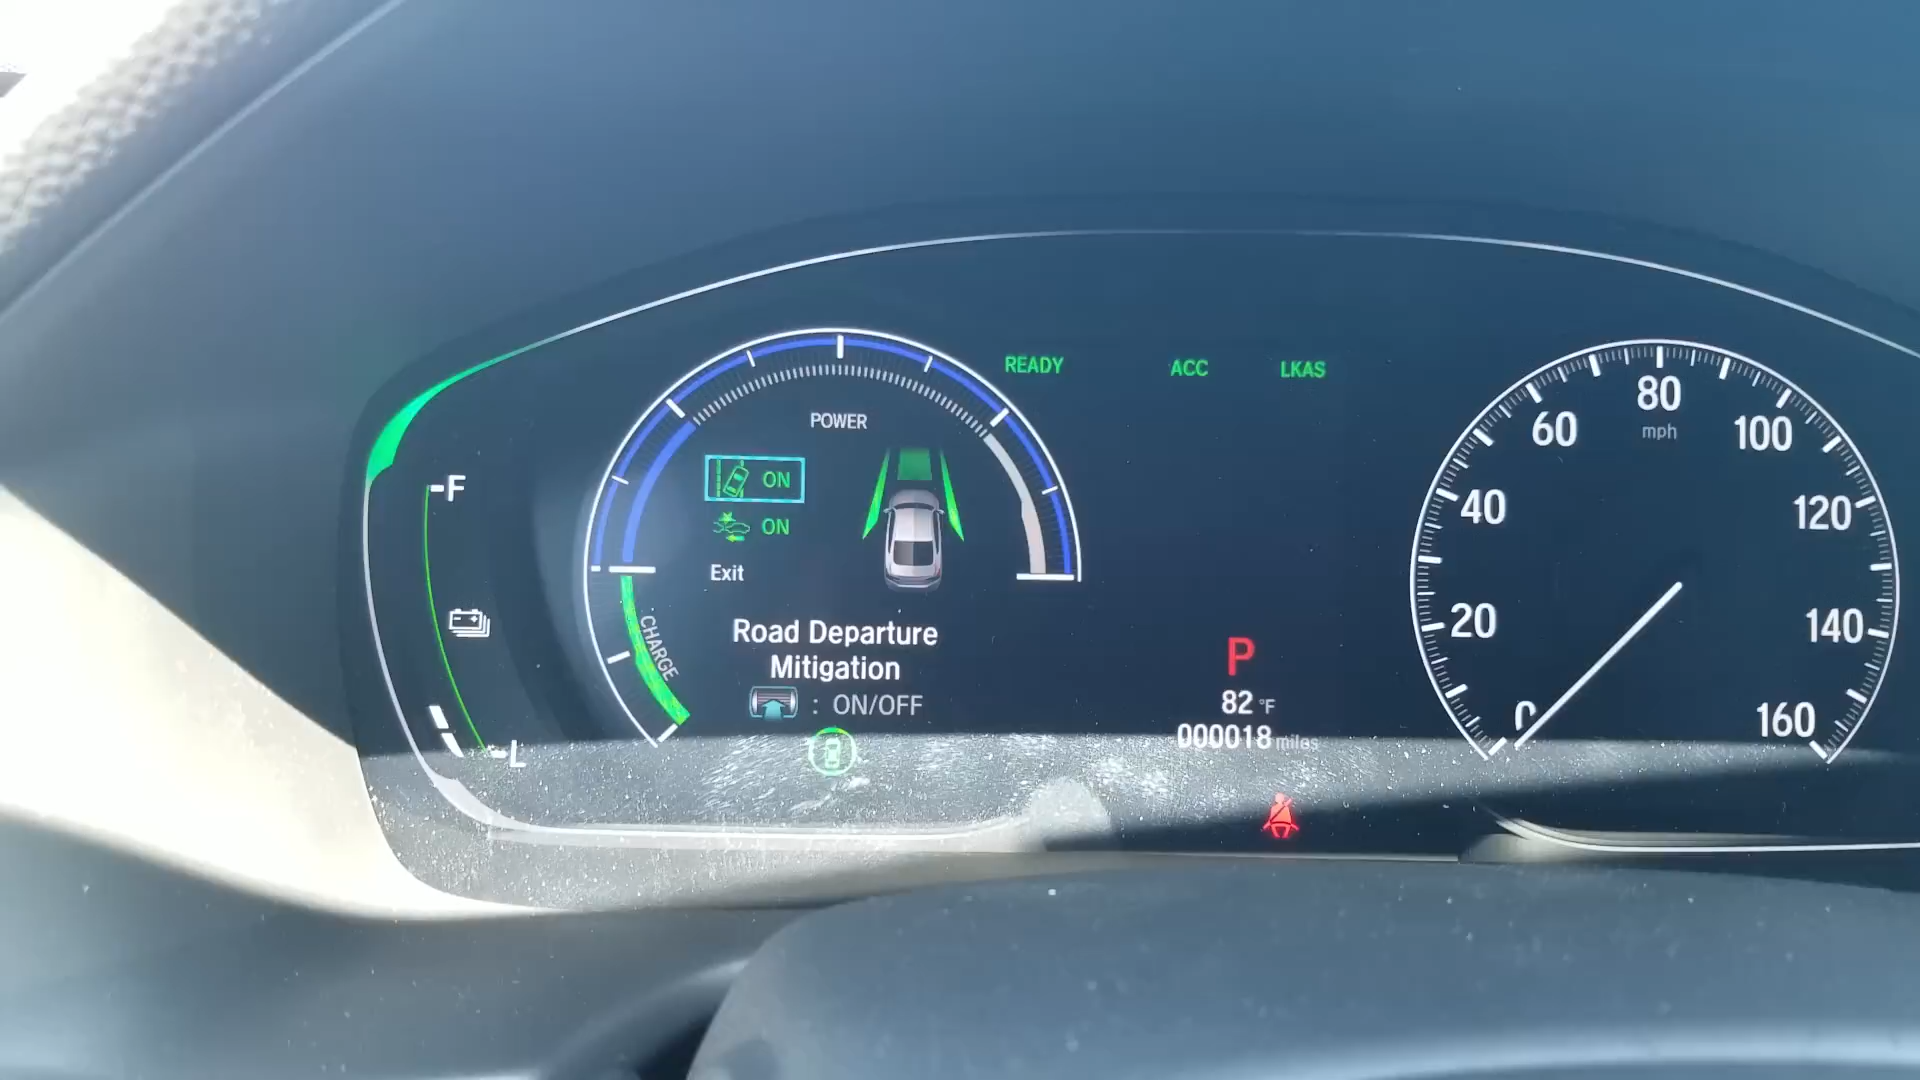 READY
ACC
LKAS
POWER
ON
ON
Exit
CHARGE
Road Departure
Mitigation
: ON/OFF
F
L
P
82 °F
000018 miles
0
20
40
60
80
100
120
140
160
mph